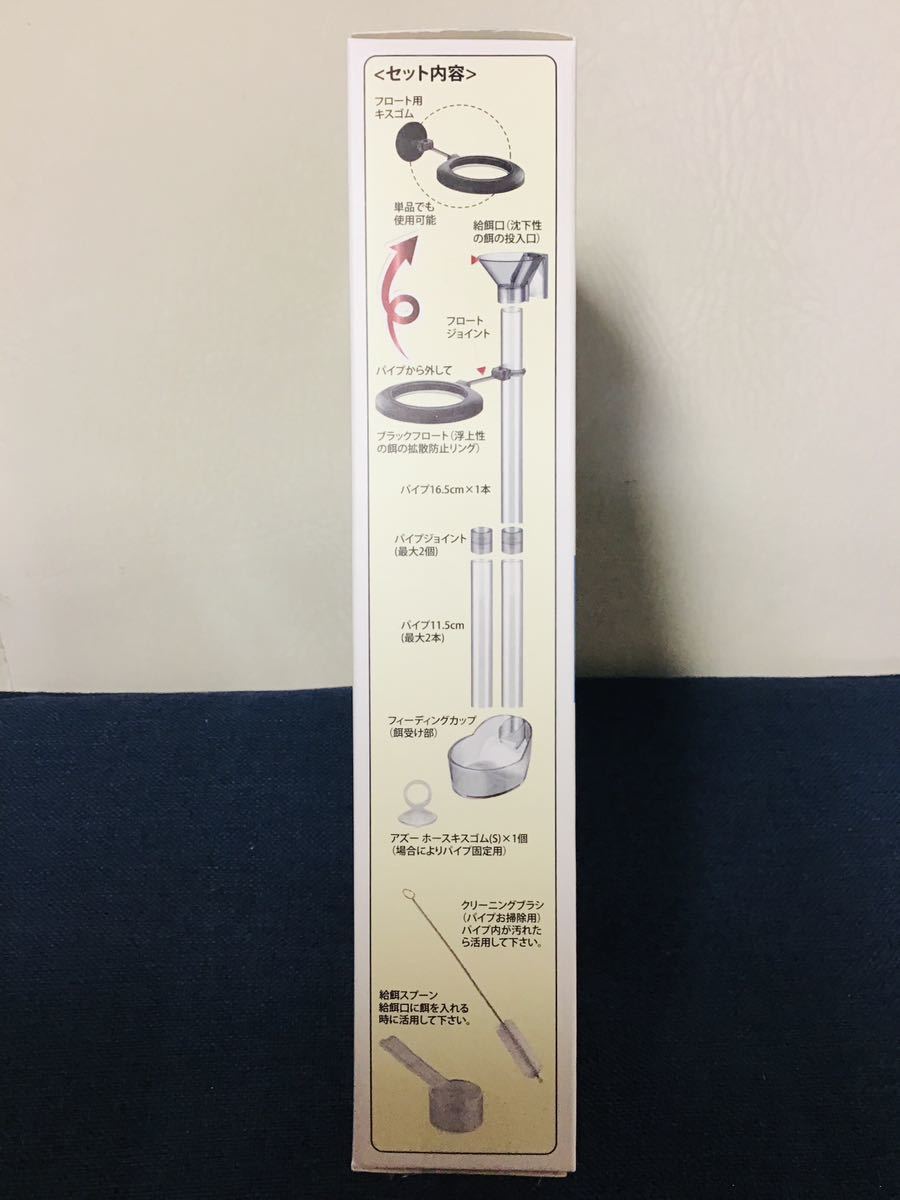 <セット内容>
フロート用
キスゴム
単品でも
使用可能
給餌口（沈下性
の餌の投入口）
フロート
ジョイント
パイプから外して
ブラックフロート（浮上性
の餌の拡散防止リング）
パイプ16.5cm×1本
パイプジョイント
(最大2個)
パイプ11.5cm
(最大2本)
フィーディングカップ
（餌受け部）
アズー ホースキスゴム(S)×1個
（場合によりパイプ固定用）
クリーニングブラシ
（パイプお掃除用）
パイプ内が汚れた
ら活用して下さい。
給餌スプーン
給餌口に餌を入れる
時に活用して下さい。